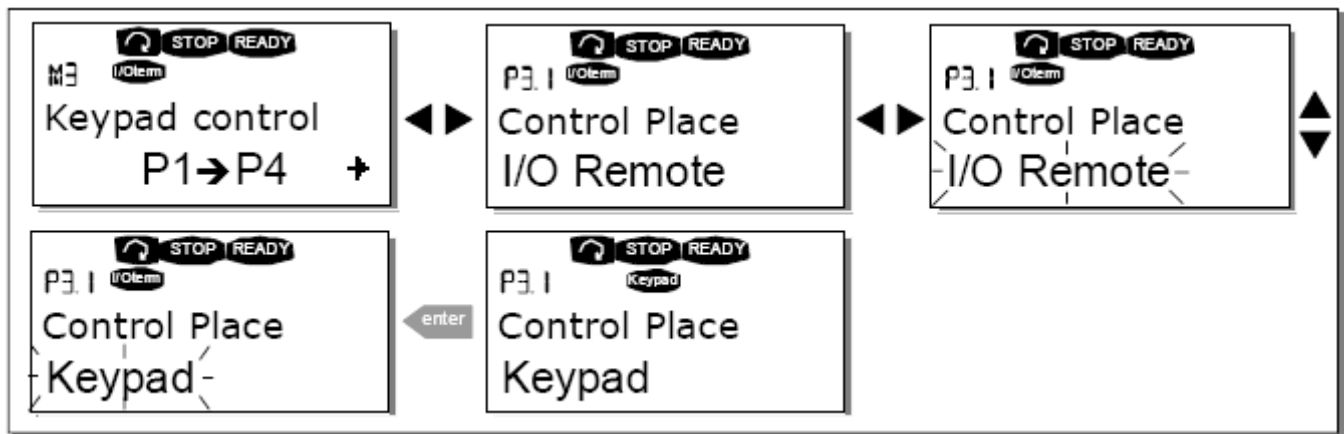 STOP READY
M3 I/Oterm
Keypad control
P1➔P4
STOP READY
P3.1 I/Oterm
Control Place
I/O Remote
STOP READY
P3.1 I/Oterm
Control Place
I/O Remote
STOP READY
P3.1 I/Oterm
Control Place
Keypad
enter
STOP READY
P3.1 Keypad
Control Place
Keypad